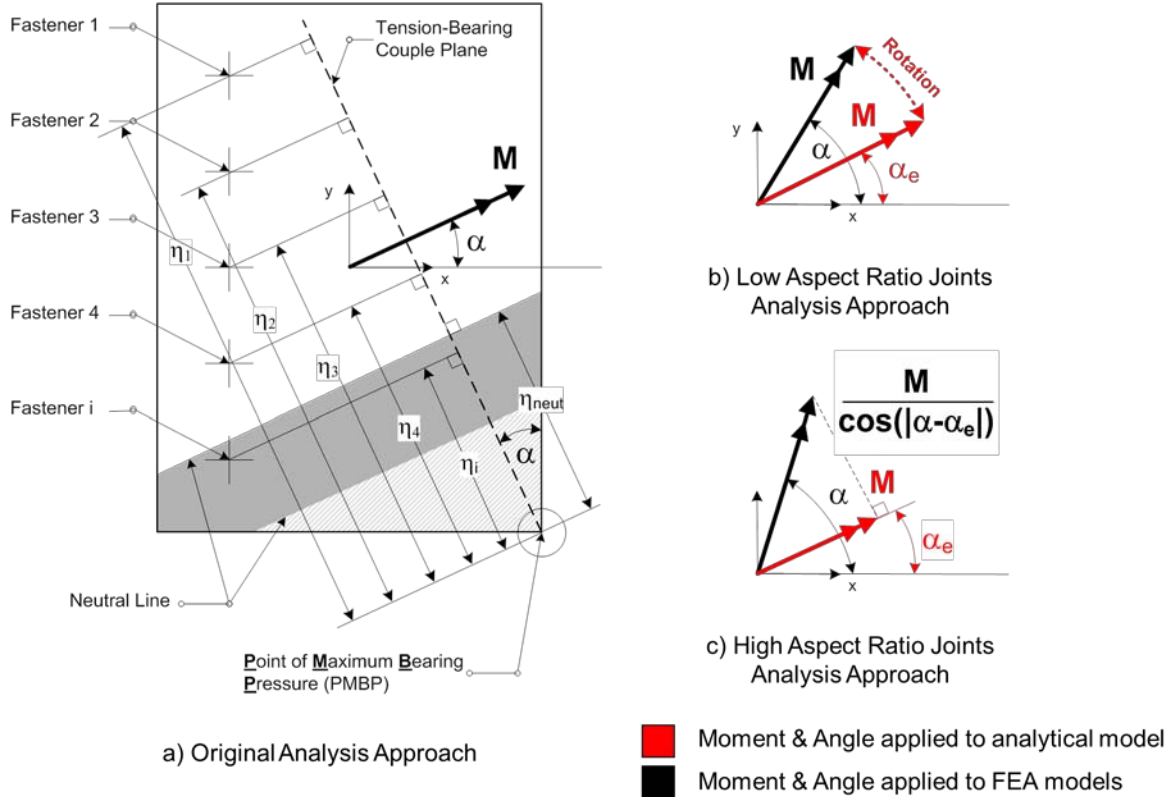 Fastener 1
Fastener 2
Fastener 3
Fastener 4
Fastener i
Tension-Bearing
Couple Plane
M
y
α
x
η1
η2
η3
η4
ηi
ηneut
α
Neutral Line
Point of Maximum Bearing
Pressure (PMBP)
a) Original Analysis Approach
M
Rotation
M
y
α
αe
x
b) Low Aspect Ratio Joints
Analysis Approach
M
cos(|α-αe|)
M
α
αe
x
c) High Aspect Ratio Joints
Analysis Approach
Moment & Angle applied to analytical model
Moment & Angle applied to FEA models